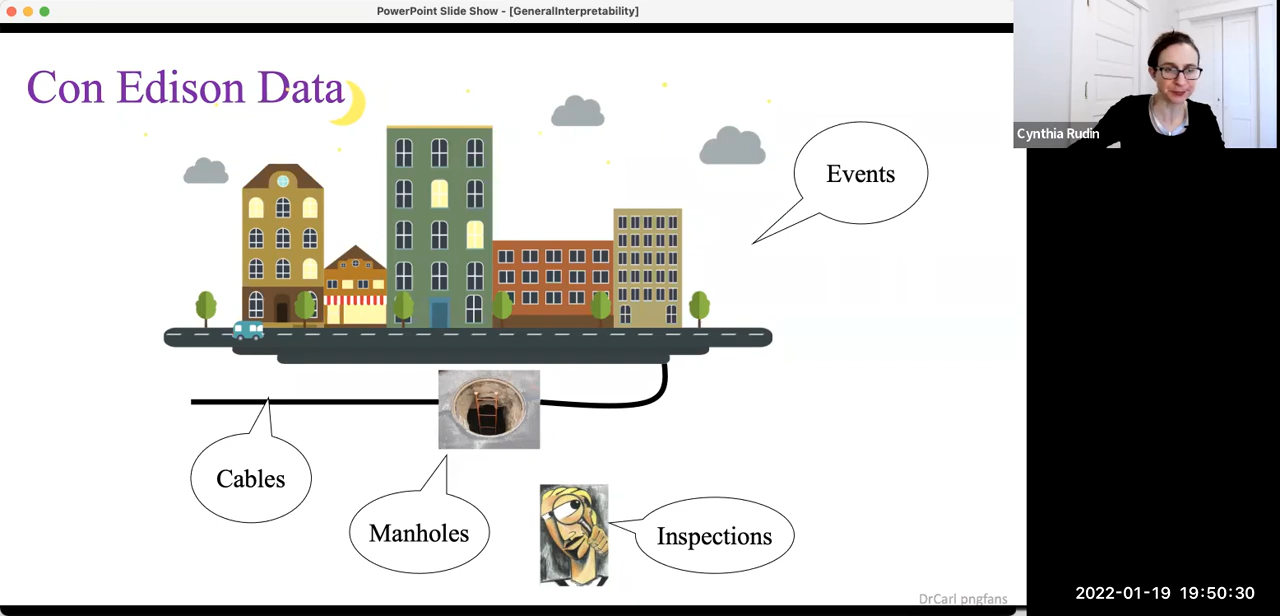 PowerPoint Slide Show - [GeneralInterpretability]
Con Edison Data
Cynthia Rudin
Events
Cables
Manholes
Inspections
DrCarl pngfans
2022-01-19 19:50:30